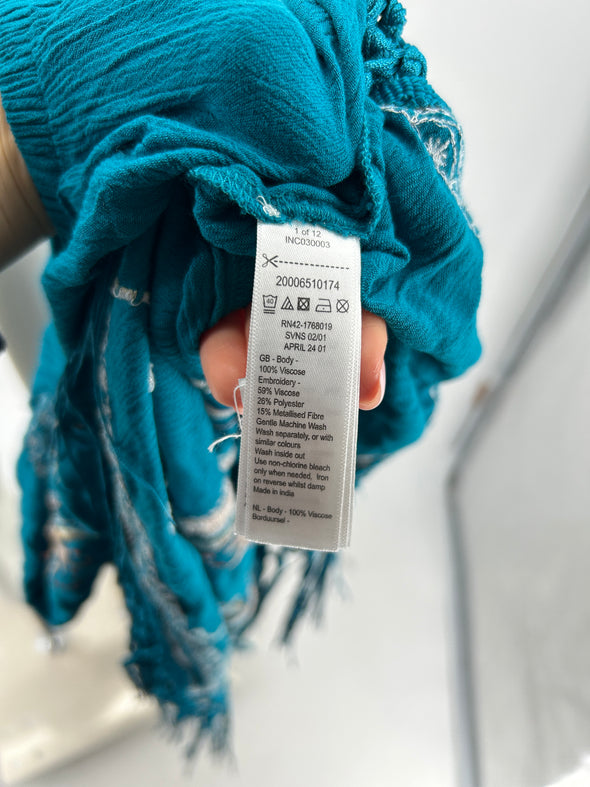 1 of 12
INC030003
20006510174
40
RN42-1768019
SVNS 02/01
APRIL 24 01
GB - Body -
100% Viscose
Embroidery -
59% Viscose
26% Polyester
15% Metallised Fibre
Gentle Machine Wash
Wash separately, or with
similar colours
Wash inside out
Use non-chlorine bleach
only when needed, Iron
on reverse whilst damp
Made in india
NL - Body - 100% Viscose
Borduursel -